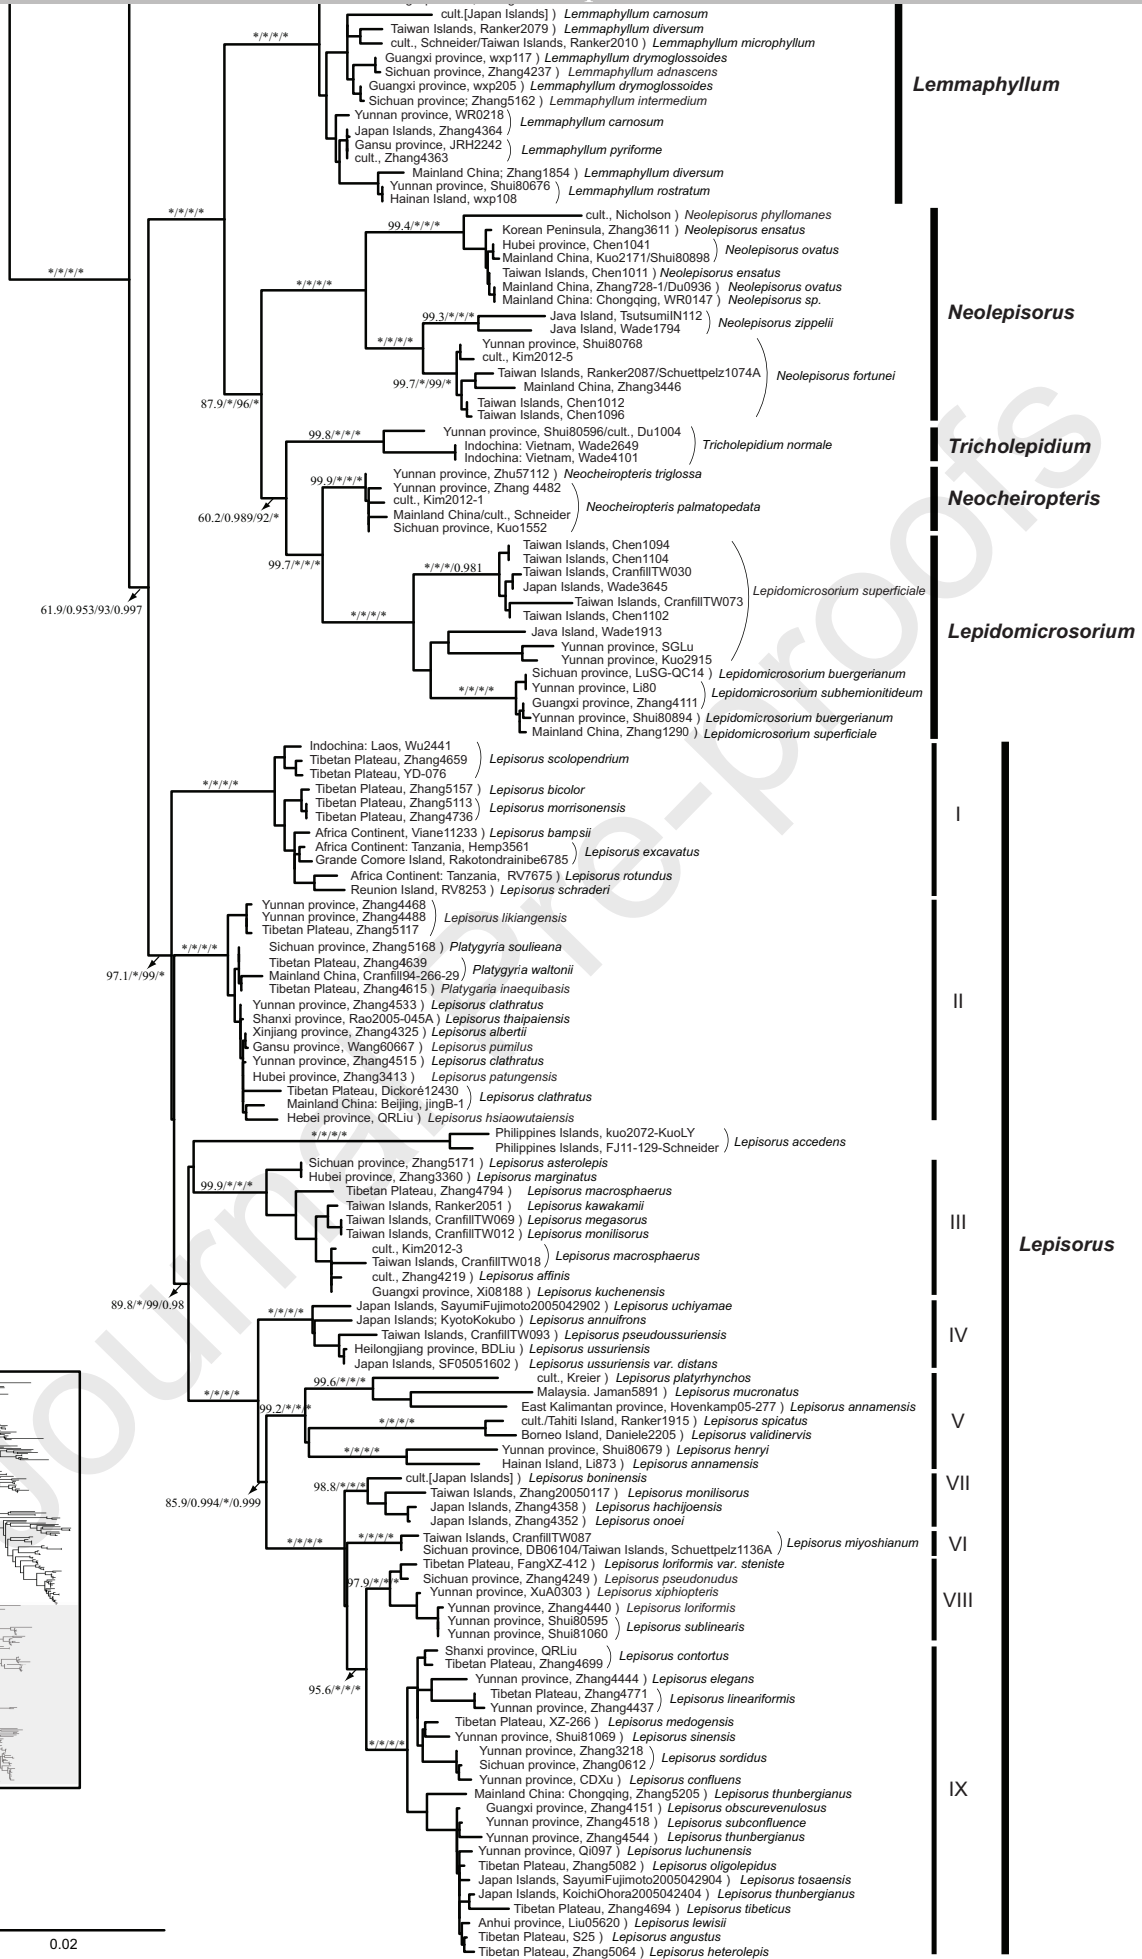 cult.[Japan Islands] ) Lemmaphyllum carnosum
Taiwan Islands, Ranker2079 ) Lemmaphyllum diversum
cult., Schneider/Taiwan Islands, Ranker2010 ) Lemmaphyllum microphyllum
Guangxi province, wxp117 ) Lemmaphyllum drymoglossoides
Sichuan province, Zhang4237 ) Lemmaphyllum adnascens
Guangxi province, wxp205 ) Lemmaphyllum drymoglossoides
Sichuan province; Zhang5162 ) Lemmaphyllum intermedium
Yunnan province, WR0218
Japan Islands, Zhang4364
Lemmaphyllum carnosum
Gansu province, JRH2242
cult., Zhang4363
Lemmaphyllum pyriforme
Mainland China; Zhang1854 ) Lemmaphyllum diversum
Yunnan province, Shui80676
Hainan Island, wxp108
Lemmaphyllum rostratum
*/*/*/*
*/*/*/*
*/*/*/*
Lemmaphyllum
cult., Nicholson ) Neolepisorus phyllomanes
99.4/*/*/*
Korean Peninsula, Zhang3611 ) Neolepisorus ensatus
Hubei province, Chen1041
Mainland China, Kuo2171/Shui80898
Neolepisorus ovatus
Taiwan Islands, Chen1011 ) Neolepisorus ensatus
Mainland China, Zhang728-1/Du0936 ) Neolepisorus ovatus
Mainland China: Chongqing, WR0147 ) Neolepisorus sp.
*/*/*/*
99.3/*/*/*
Java Island, TsutsumiIN112
Java Island, Wade1794
Neolepisorus zippelii
*/*/*/*
Yunnan province, Shui80768
cult., Kim2012-5
Taiwan Islands, Ranker2087/Schuettpelz1074A
Mainland China, Zhang3446
Taiwan Islands, Chen1012
Taiwan Islands, Chen1096
Neolepisorus fortunei
99.7/*/99/*
87.9/*/96/*
Neolepisorus
99.8/*/*/*
Yunnan province, Shui80596/cult., Du1004
Indochina: Vietnam, Wade2649
Indochina: Vietnam, Wade4101
Tricholepidium normale
Tricholepidium
99.9/*/*/*
Yunnan province, Zhu57112 ) Neocheiropteris triglossa
Yunnan province, Zhang 4482
cult., Kim2012-1
Mainland China/cult., Schneider
Sichuan province, Kuo1552
Neocheiropteris palmatopedata
Neocheiropteris
60.2/0.989/92/*
99.7/*/*/*
Taiwan Islands, Chen1094
Taiwan Islands, Chen1104
Taiwan Islands, CranfillTW030
Japan Islands, Wade3645
Taiwan Islands, CranfillTW073
Taiwan Islands, Chen1102
Java Island, Wade1913
Yunnan province, SGLu
Yunnan province, Kuo2915
Lepidomicrosorium superficiale
*/*/*/0.981
*/*/*/*
61.9/0.953/93/0.997
Sichuan province, LuSG-QC14 ) Lepidomicrosorium buergerianum
Yunnan province, Li80
Guangxi province, Zhang4111
Lepidomicrosorium subhemionitideum
*/*/*/*
Yunnan province, Shui80894 ) Lepidomicrosorium buergerianum
Mainland China, Zhang1290 ) Lepidomicrosorium superficiale
Lepidomicrosorium
Indochina: Laos, Wu2441
Tibetan Plateau, Zhang4659
Tibetan Plateau, YD-076
Lepisorus scolopendrium
*/*/*/*
Tibetan Plateau, Zhang5157 ) Lepisorus bicolor
Tibetan Plateau, Zhang5113
Tibetan Plateau, Zhang4736
Lepisorus morrisonensis
Africa Continent, Viane11233 ) Lepisorus bampsii
Africa Continent: Tanzania, Hemp3561
Grande Comore Island, Rakotondrainibe6785
Lepisorus excavatus
Africa Continent: Tanzania, RV7675 ) Lepisorus rotundus
Reunion Island, RV8253 ) Lepisorus schraderi
I
Yunnan province, Zhang4468
Yunnan province, Zhang4488
Tibetan Plateau, Zhang5117
Lepisorus likiangensis
*/*/*/*
97.1/*/99/*
Sichuan province, Zhang5168 ) Platygyria soulieana
Tibetan Plateau, Zhang4639
Mainland China, Cranfill94-266-29
Platygyria waltonii
Tibetan Plateau, Zhang4615 ) Platygaria inaequibasis
Yunnan province, Zhang4533 ) Lepisorus clathratus
Shanxi province, Rao2005-045A ) Lepisorus thaipaiensis
Xinjiang province, Zhang4325 ) Lepisorus albertii
Gansu province, Wang60667 ) Lepisorus pumilus
Yunnan province, Zhang4515 ) Lepisorus clathratus
Hubei province, Zhang3413 ) Lepisorus patungensis
Tibetan Plateau, Dickoré12430
Mainland China: Beijing, jingB-1
Lepisorus clathratus
Hebei province, QRLiu ) Lepisorus hsiaowutaiensis
II
*/*/*/*
Philippines Islands, kuo2072-KuoLY
Philippines Islands, FJ11-129-Schneider
Lepisorus accedens
Sichuan province, Zhang5171 ) Lepisorus asterolepis
Hubei province, Zhang3360 ) Lepisorus marginatus
99.9/*/*/*
Tibetan Plateau, Zhang4794 ) Lepisorus macrosphaerus
Taiwan Islands, Ranker2051 ) Lepisorus kawakamii
Taiwan Islands, CranfillTW069 ) Lepisorus megasorus
Taiwan Islands, CranfillTW012 ) Lepisorus monilisorus
cult., Kim2012-3
Taiwan Islands, CranfillTW018
Lepisorus macrosphaerus
cult., Zhang4219 ) Lepisorus affinis
Guangxi province, Xi08188 ) Lepisorus kuchenensis
III
Lepisorus
89.8/*/99/0.98
Japan Islands, SayumiFujimoto2005042902 ) Lepisorus uchiyamae
*/*/*/*
Japan Islands; KyotoKokubo ) Lepisorus annuifrons
Taiwan Islands, CranfillTW093 ) Lepisorus pseudoussuriensis
Heilongjiang province, BDLiu ) Lepisorus ussuriensis
Japan Islands, SF05051602 ) Lepisorus ussuriensis var. distans
IV
*/*/*/*
99.6/*/*/*
cult., Kreier ) Lepisorus platyrhynchos
Malaysia. Jaman5891 ) Lepisorus mucronatus
East Kalimantan province, Hovenkamp05-277 ) Lepisorus annamensis
99.2/*/*/*
*/*/*/*
cult./Tahiti Island, Ranker1915 ) Lepisorus spicatus
Borneo Island, Daniele2205 ) Lepisorus validinervis
*/*/*/*
Yunnan province, Shui80679 ) Lepisorus henryi
Hainan Island, Li873 ) Lepisorus annamensis
V
85.9/0.994/*/0.999
98.8/*/*/*
cult.[Japan Islands] ) Lepisorus boninensis
Taiwan Islands, Zhang20050117 ) Lepisorus monilisorus
Japan Islands, Zhang4358 ) Lepisorus hachijoensis
Japan Islands, Zhang4352 ) Lepisorus onoei
VII
*/*/*/*
*/*/*/*
Taiwan Islands, CranfillTW087
Sichuan province, DB06104/Taiwan Islands, Schuettpelz1136A
Lepisorus miyoshianum
VI
Tibetan Plateau, FangXZ-412 ) Lepisorus loriformis var. steniste
97.9/*/*/*
Sichuan province, Zhang4249 ) Lepisorus pseudonudus
Yunnan province, XuA0303 ) Lepisorus xiphiopteris
Yunnan province, Zhang4440 ) Lepisorus loriformis
Yunnan province, Shui80595
Yunnan province, Shui81060
Lepisorus sublinearis
VIII
95.6/*/*/*
Shanxi province, QRLiu
Tibetan Plateau, Zhang4699
Lepisorus contortus
Yunnan province, Zhang4444 ) Lepisorus elegans
Tibetan Plateau, Zhang4771
Yunnan province, Zhang4437
Lepisorus lineariformis
Tibetan Plateau, XZ-266 ) Lepisorus medogensis
Yunnan province, Shui81069 ) Lepisorus sinensis
*/*/*/*
Yunnan province, Zhang3218
Sichuan province, Zhang0612
Lepisorus sordidus
Yunnan province, CDXu ) Lepisorus confluens
Mainland China: Chongqing, Zhang5205 ) Lepisorus thunbergianus
Guangxi province, Zhang4151 ) Lepisorus obscurevenulosus
Yunnan province, Zhang4518 ) Lepisorus subconfluence
Yunnan province, Zhang4544 ) Lepisorus thunbergianus
Yunnan province, Qi097 ) Lepisorus luchunensis
Tibetan Plateau, Zhang5082 ) Lepisorus oligolepidus
Japan Islands, SayumiFujimoto2005042904 ) Lepisorus tosaensis
Japan Islands, KoichiOhora2005042404 ) Lepisorus thunbergianus
Tibetan Plateau, Zhang4694 ) Lepisorus tibeticus
Anhui province, Liu05620 ) Lepisorus lewisii
Tibetan Plateau, S25 ) Lepisorus angustus
Tibetan Plateau, Zhang5064 ) Lepisorus heterolepis
IX
0.02
Journal Pre-proofs